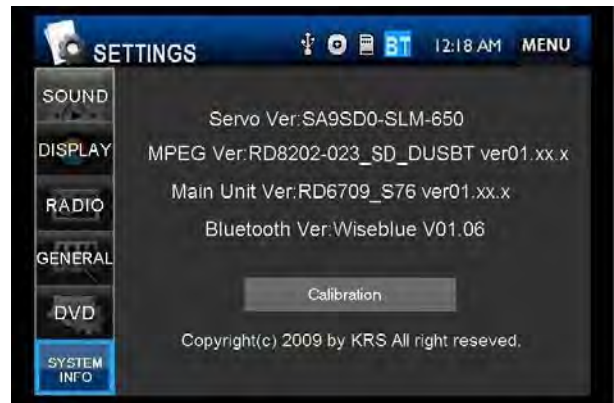 SETTINGS
BT
12:18 AM
MENU
SOUND
DISPLAY
RADIO
GENERAL
DVD
SYSTEM
INFO
Servo Ver:SA9SD0-SLM-650
MPEG Ver:RD8202-023_SD_DUSBT ver01.xx.x
Main Unit Ver:RD6709_S76 ver01.xx.x
Bluetooth Ver:Wiseblue V01.06
Calibration
Copyright(c) 2009 by KRS All right reseved.